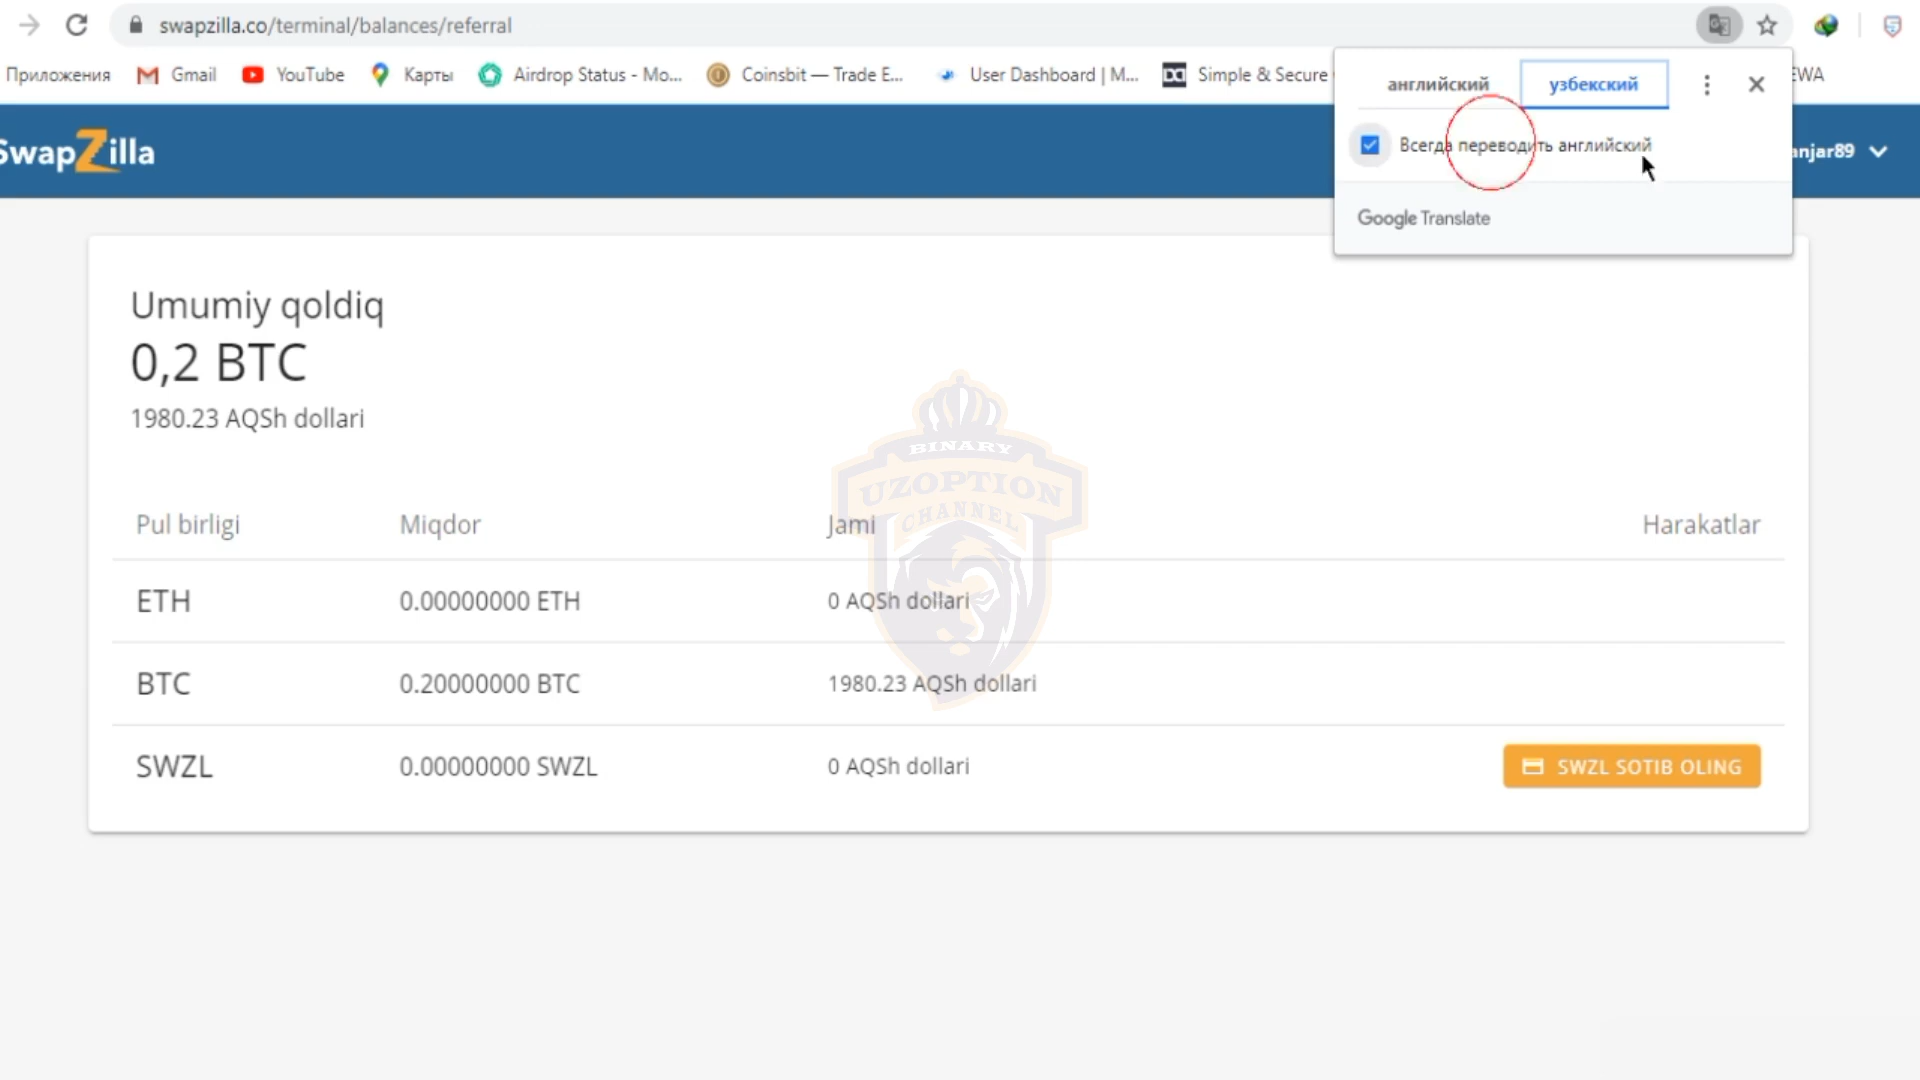 swapzilla.co/terminal/balances/referral
Приложения Gmail YouTube Карты Airdrop Status - Mo... Coinsbit — Trade E... User Dashboard | M... Simple & Secure EWA
английский узбекский
Всегда переводить английский
Google Translate
SwapZilla anjar89
Umumiy qoldiq
0,2 BTC
1980.23 AQSh dollari
BINARY
UZOPTION
CHANNEL
Pul birligi Miqdor Jami Harakatlar
ETH 0.00000000 ETH 0 AQSh dollari
BTC 0.20000000 BTC 1980.23 AQSh dollari
SWZL 0.00000000 SWZL 0 AQSh dollari SWZL SOTIB OLING